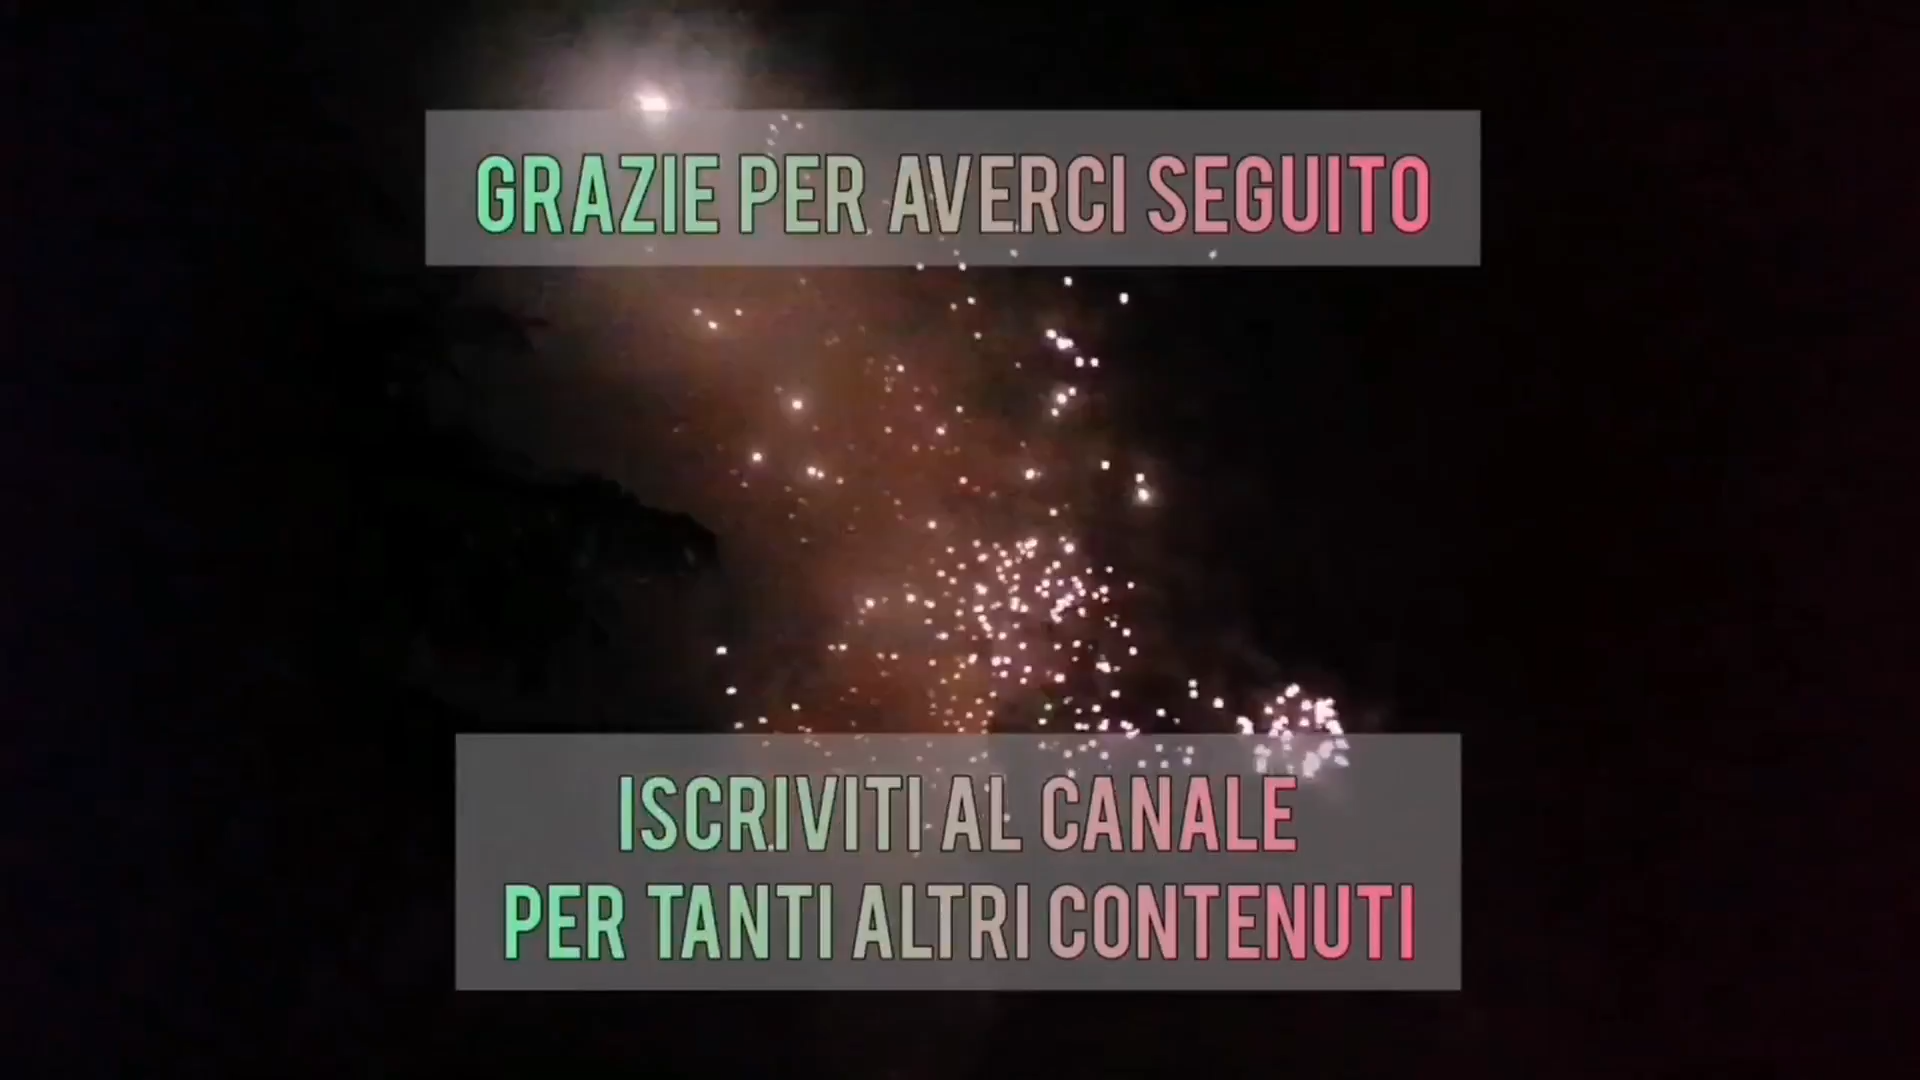 GRAZIE PER AVERCI SEGUITO
ISCRIVITI AL CANALE
PER TANTI ALTRI CONTENUTI